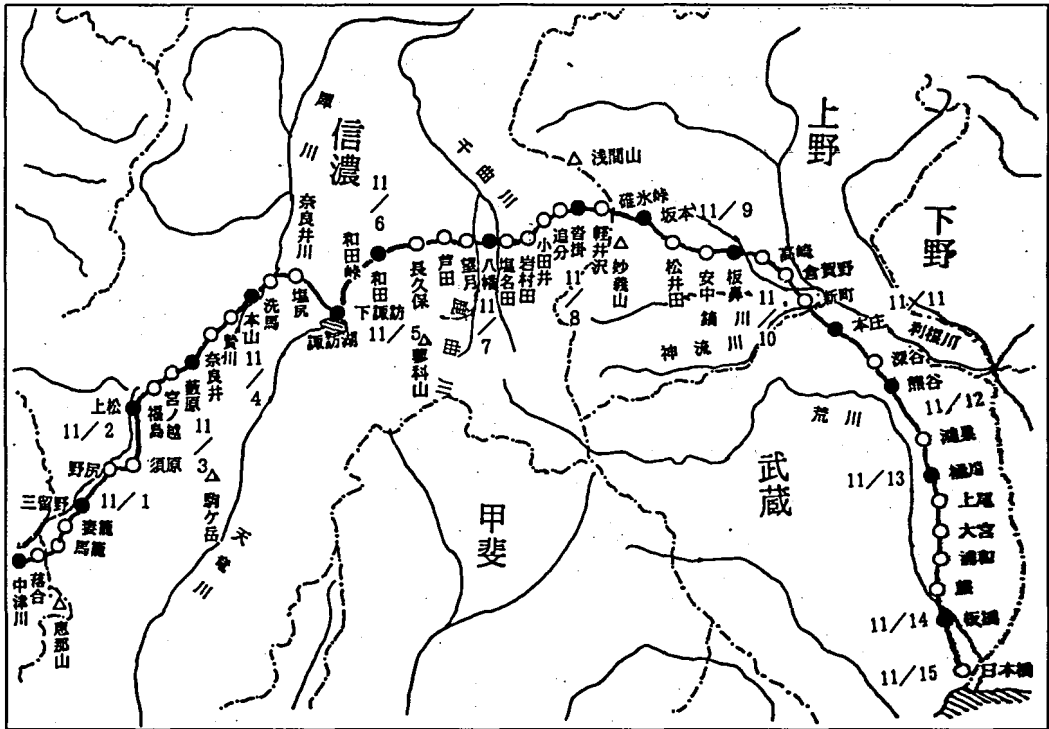 信濃
上野
下野
武蔵
甲斐
犀川
奈良井川
千曲川
△浅間山
碓氷峠
坂本
11/9
△妙義山
軽井沢
沓掛
11/8
追分
小田井
岩村田
塩名田
八幡
11/7
望月
芦田
長久保
和田
11/6
和田峠
下諏訪
11/5
諏訪湖
△蓼科山
塩尻
洗馬
本山
11/4
贄川
奈良井
藪原
11/3
宮ノ越
福島
上松
11/2
須原
野尻
三留野
11/1
妻籠
馬籠
落合
中津川
△恵那山
△駒ケ岳
天竜川
松井田
安中
板鼻
11/10
鏑川
神流川
高崎
倉賀野
新町
本庄
11/11
利根川
深谷
熊谷
11/12
荒川
鴻巣
桶川
11/13
上尾
大宮
浦和
蕨
板橋
11/14
日本橋
11/15